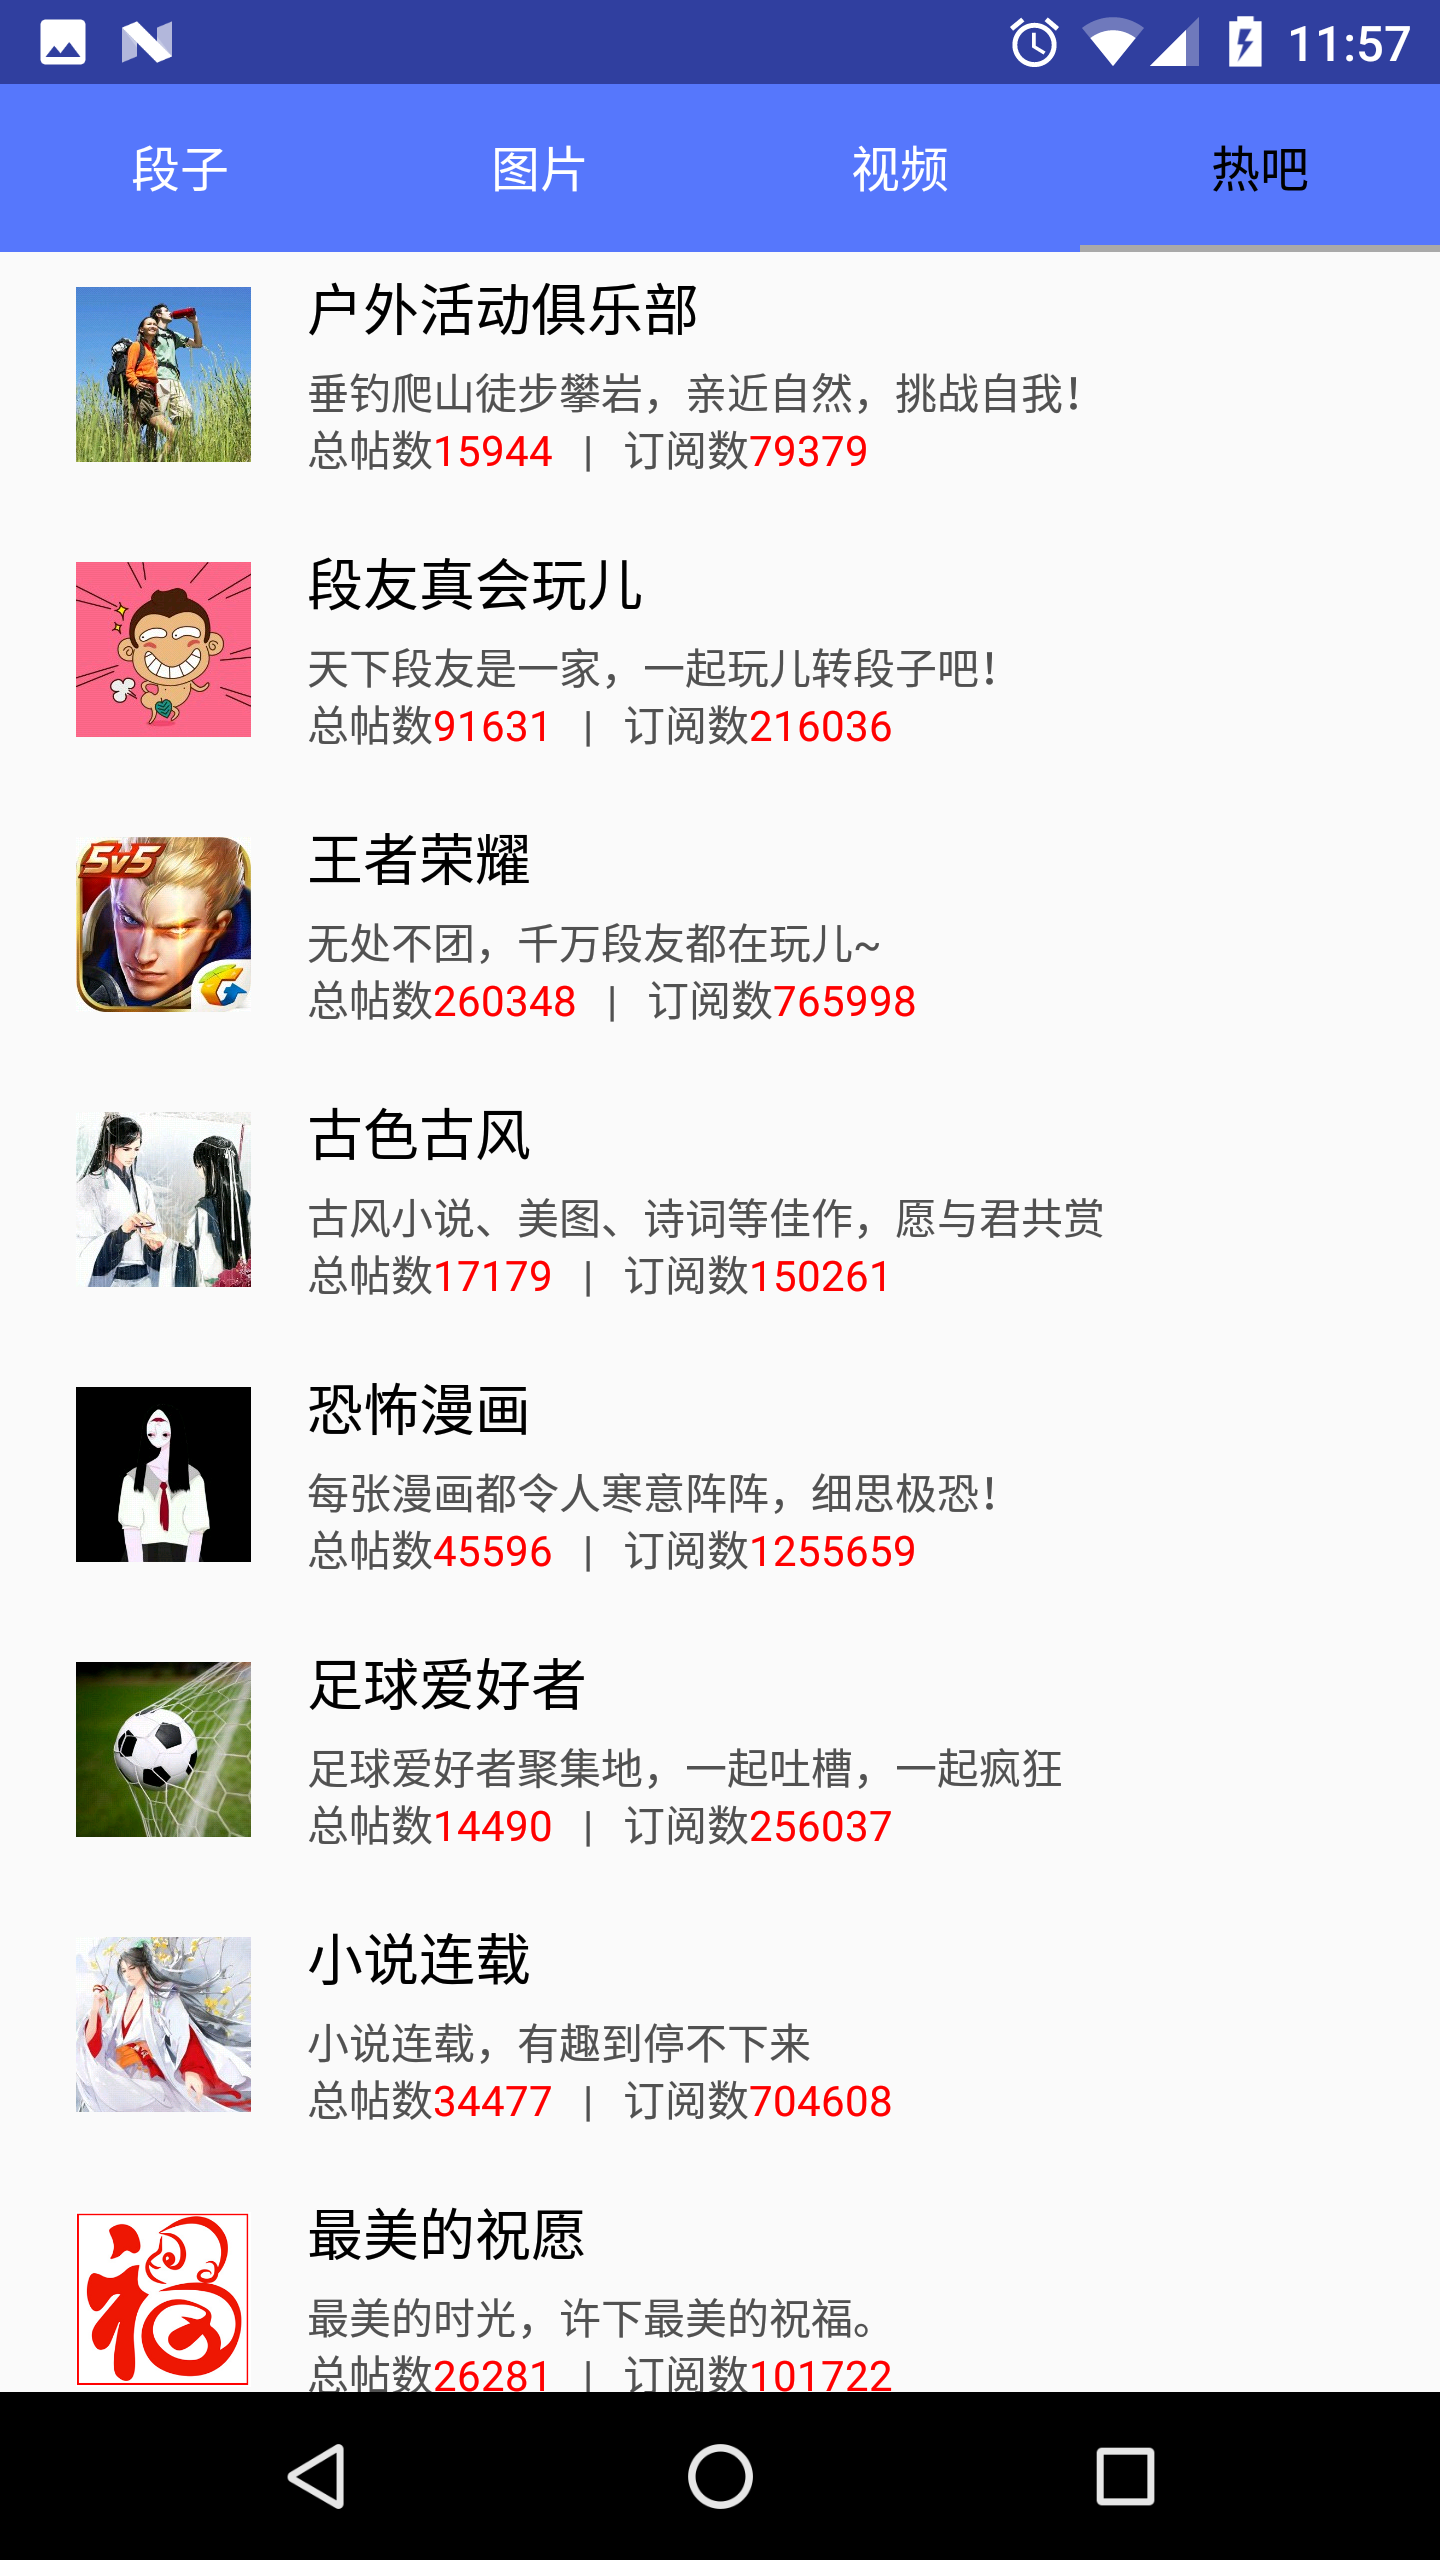 11:57
段子 图片 视频 热吧
户外活动俱乐部
垂钓爬山徒步攀岩，亲近自然，挑战自我！
总帖数15944 | 订阅数79379
段友真会玩儿
天下段友是一家，一起玩儿转段子吧！
总帖数91631 | 订阅数216036
5v5
王者荣耀
无处不团，千万段友都在玩儿~
总帖数260348 | 订阅数765998
古色古风
古风小说、美图、诗词等佳作，愿与君共赏
总帖数17179 | 订阅数150261
恐怖漫画
每张漫画都令人寒意阵阵，细思极恐！
总帖数45596 | 订阅数1255659
足球爱好者
足球爱好者聚集地，一起吐槽，一起疯狂
总帖数14490 | 订阅数256037
小说连载
小说连载，有趣到停不下来
总帖数34477 | 订阅数704608
福
最美的祝愿
最美的时光，许下最美的祝福。
总帖数26281 | 订阅数101722